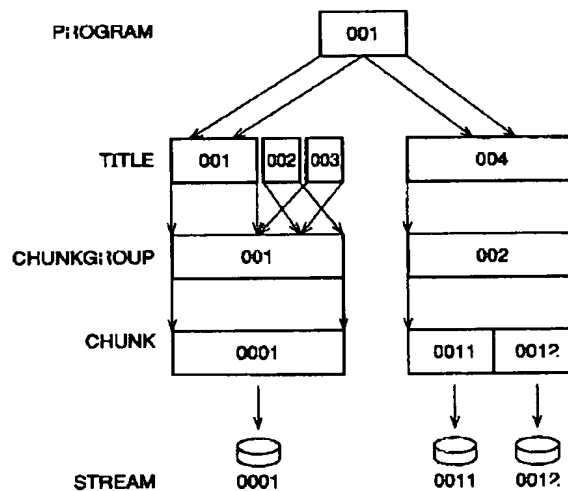 PROGRAM 001
TITLE 001 002 003 004
CHUNKGROUP 001 002
CHUNK 0001 0011 0012
STREAM 0001 0011 0012